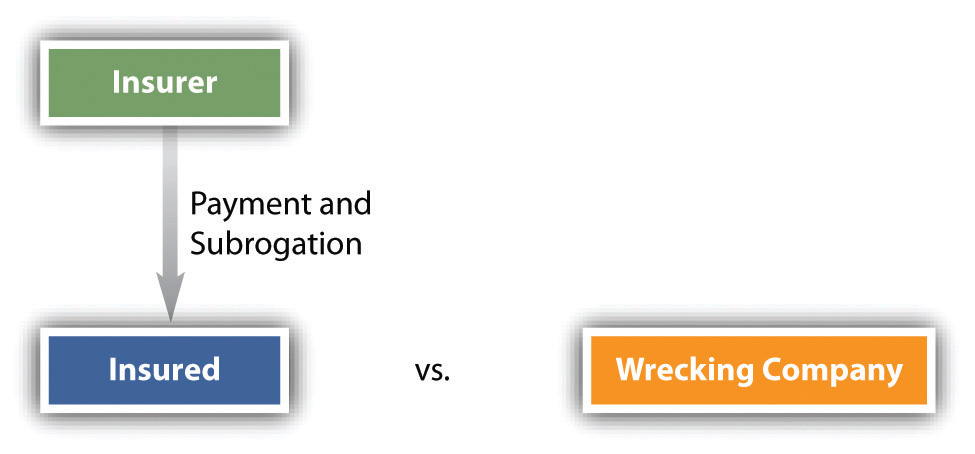 Insurer
Payment and
Subrogation
Insured
vs.
Wrecking Company